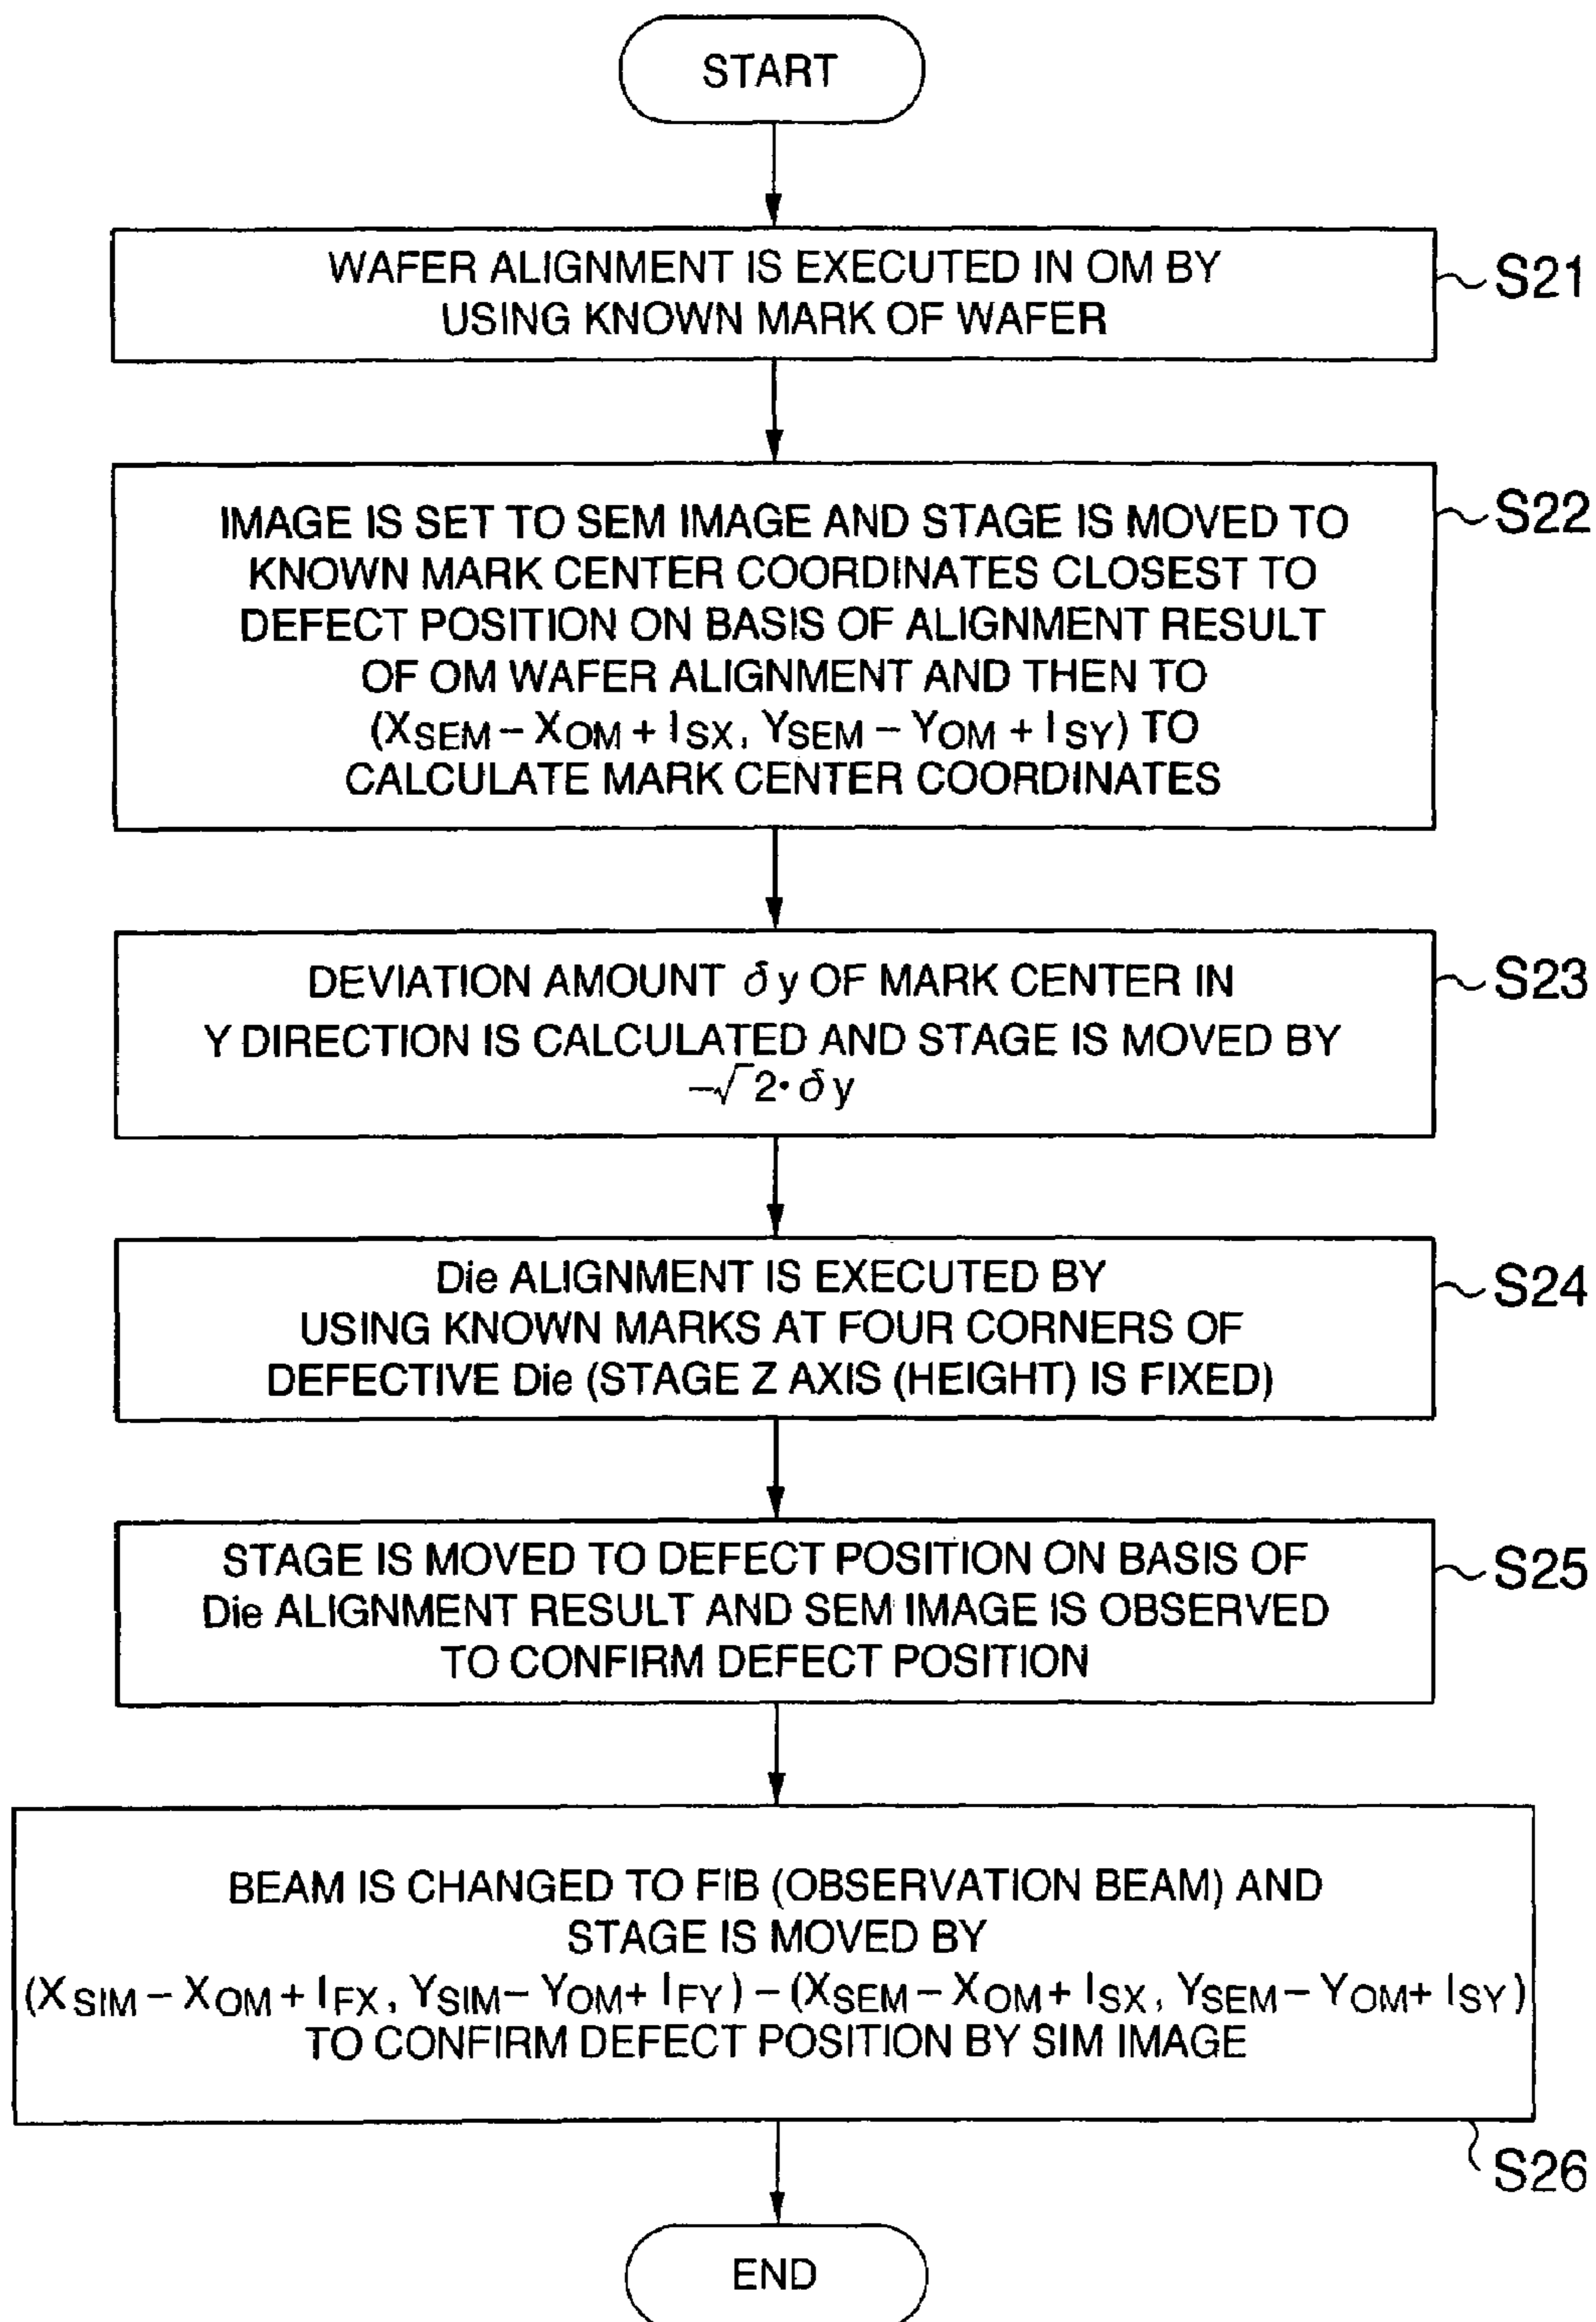 START
WAFER ALIGNMENT IS EXECUTED IN OM BY
USING KNOWN MARK OF WAFER
S21
IMAGE IS SET TO SEM IMAGE AND STAGE IS MOVED TO
KNOWN MARK CENTER COORDINATES CLOSEST TO
DEFECT POSITION ON BASIS OF ALIGNMENT RESULT
OF OM WAFER ALIGNMENT AND THEN TO
(XSEM − XOM + ISX, YSEM − YOM + ISY) TO
CALCULATE MARK CENTER COORDINATES
S22
DEVIATION AMOUNT δy OF MARK CENTER IN
Y DIRECTION IS CALCULATED AND STAGE IS MOVED BY
−√2・δy
S23
Die ALIGNMENT IS EXECUTED BY
USING KNOWN MARKS AT FOUR CORNERS OF
DEFECTIVE Die (STAGE Z AXIS (HEIGHT) IS FIXED)
S24
STAGE IS MOVED TO DEFECT POSITION ON BASIS OF
Die ALIGNMENT RESULT AND SEM IMAGE IS OBSERVED
TO CONFIRM DEFECT POSITION
S25
BEAM IS CHANGED TO FIB (OBSERVATION BEAM) AND
STAGE IS MOVED BY
(XSIM − XOM + IFX, YSIM − YOM + IFY) − (XSEM − XOM + ISX, YSEM − YOM + ISY)
TO CONFIRM DEFECT POSITION BY SIM IMAGE
S26
END